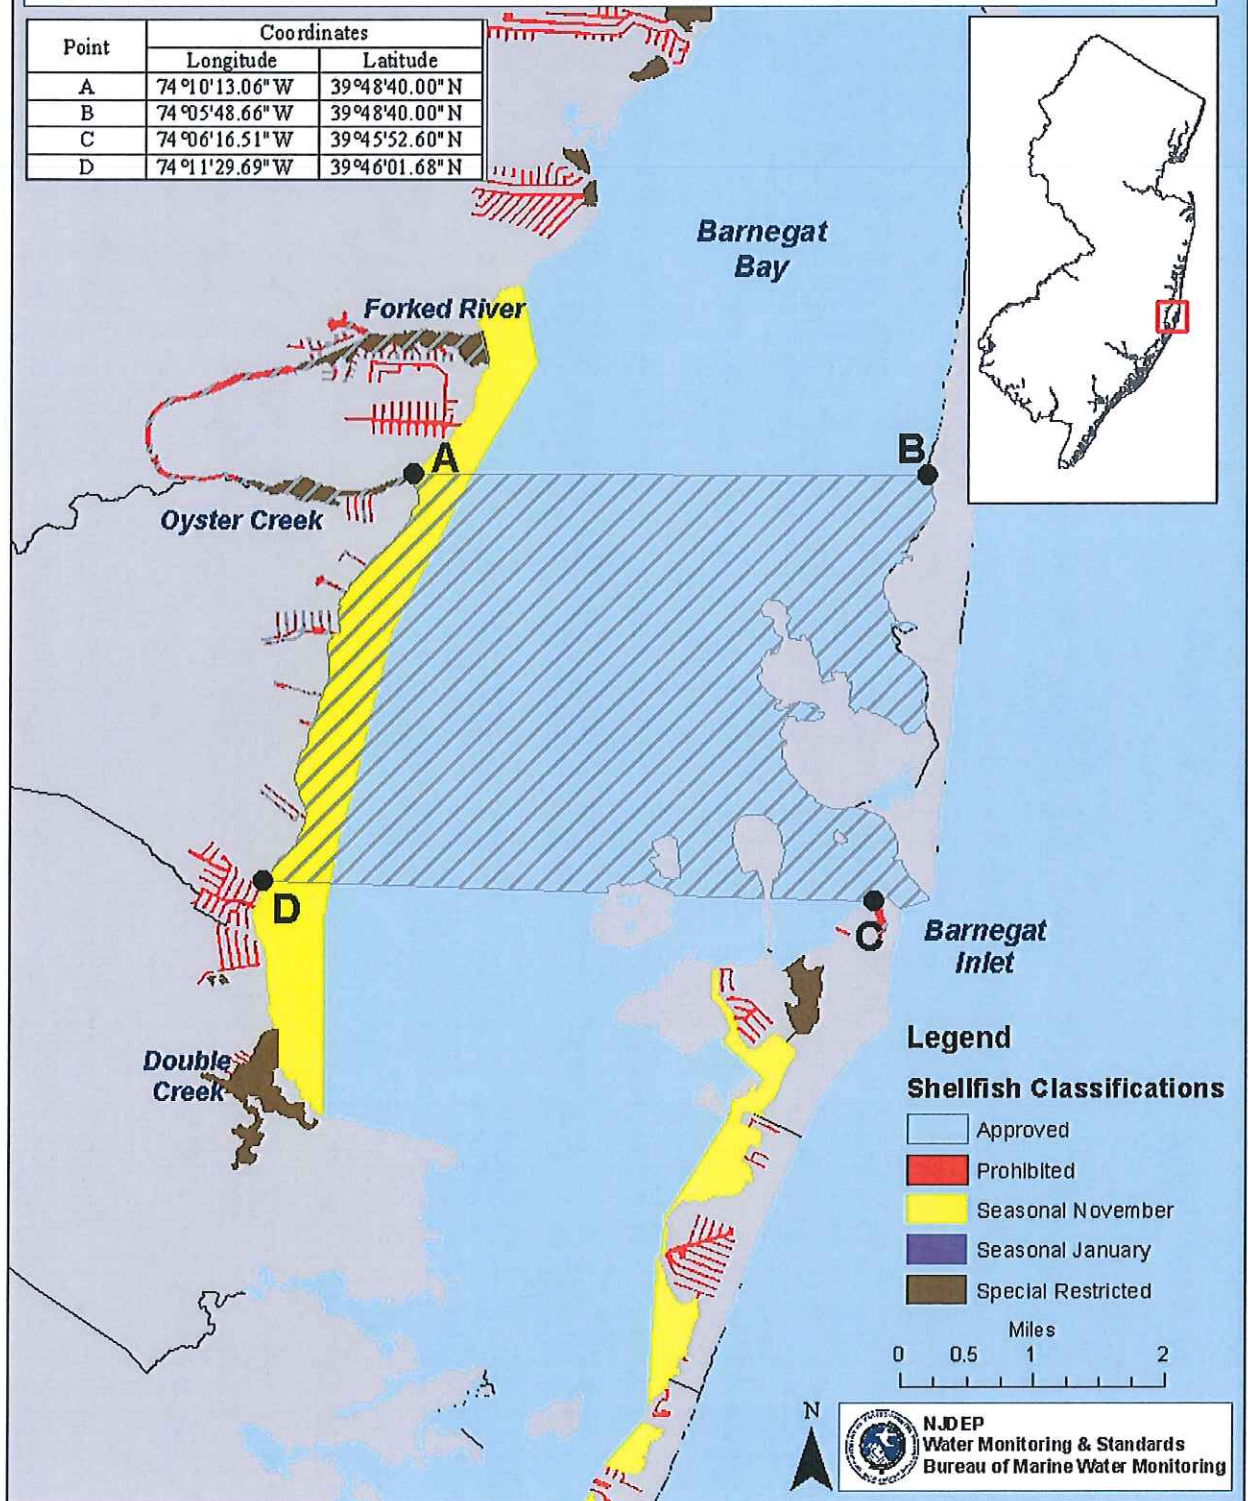 Point
Coordinates
Longitude Latitude
A 74°10'13.06" W 39°48'40.00" N
B 74°05'48.66" W 39°48'40.00" N
C 74°06'16.51" W 39°45'52.60" N
D 74°11'29.69" W 39°46'01.68" N
Barnegat
Bay
Forked River
A
B
Oyster Creek
D
C
Barnegat
Inlet
Double
Creek
Legend
Shellfish Classifications
Approved
Prohibited
Seasonal November
Seasonal January
Special Restricted
Miles
0 0.5 1 2
N
NJDEP
Water Monitoring & Standards
Bureau of Marine Water Monitoring